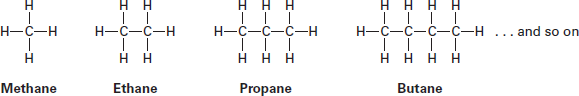 H H H H H H H H H H
H–C–H H–C–C–H H–C–C–C–H H–C–C–C–C–H ... and so on
H H H H H H H H H H
Methane Ethane Propane Butane